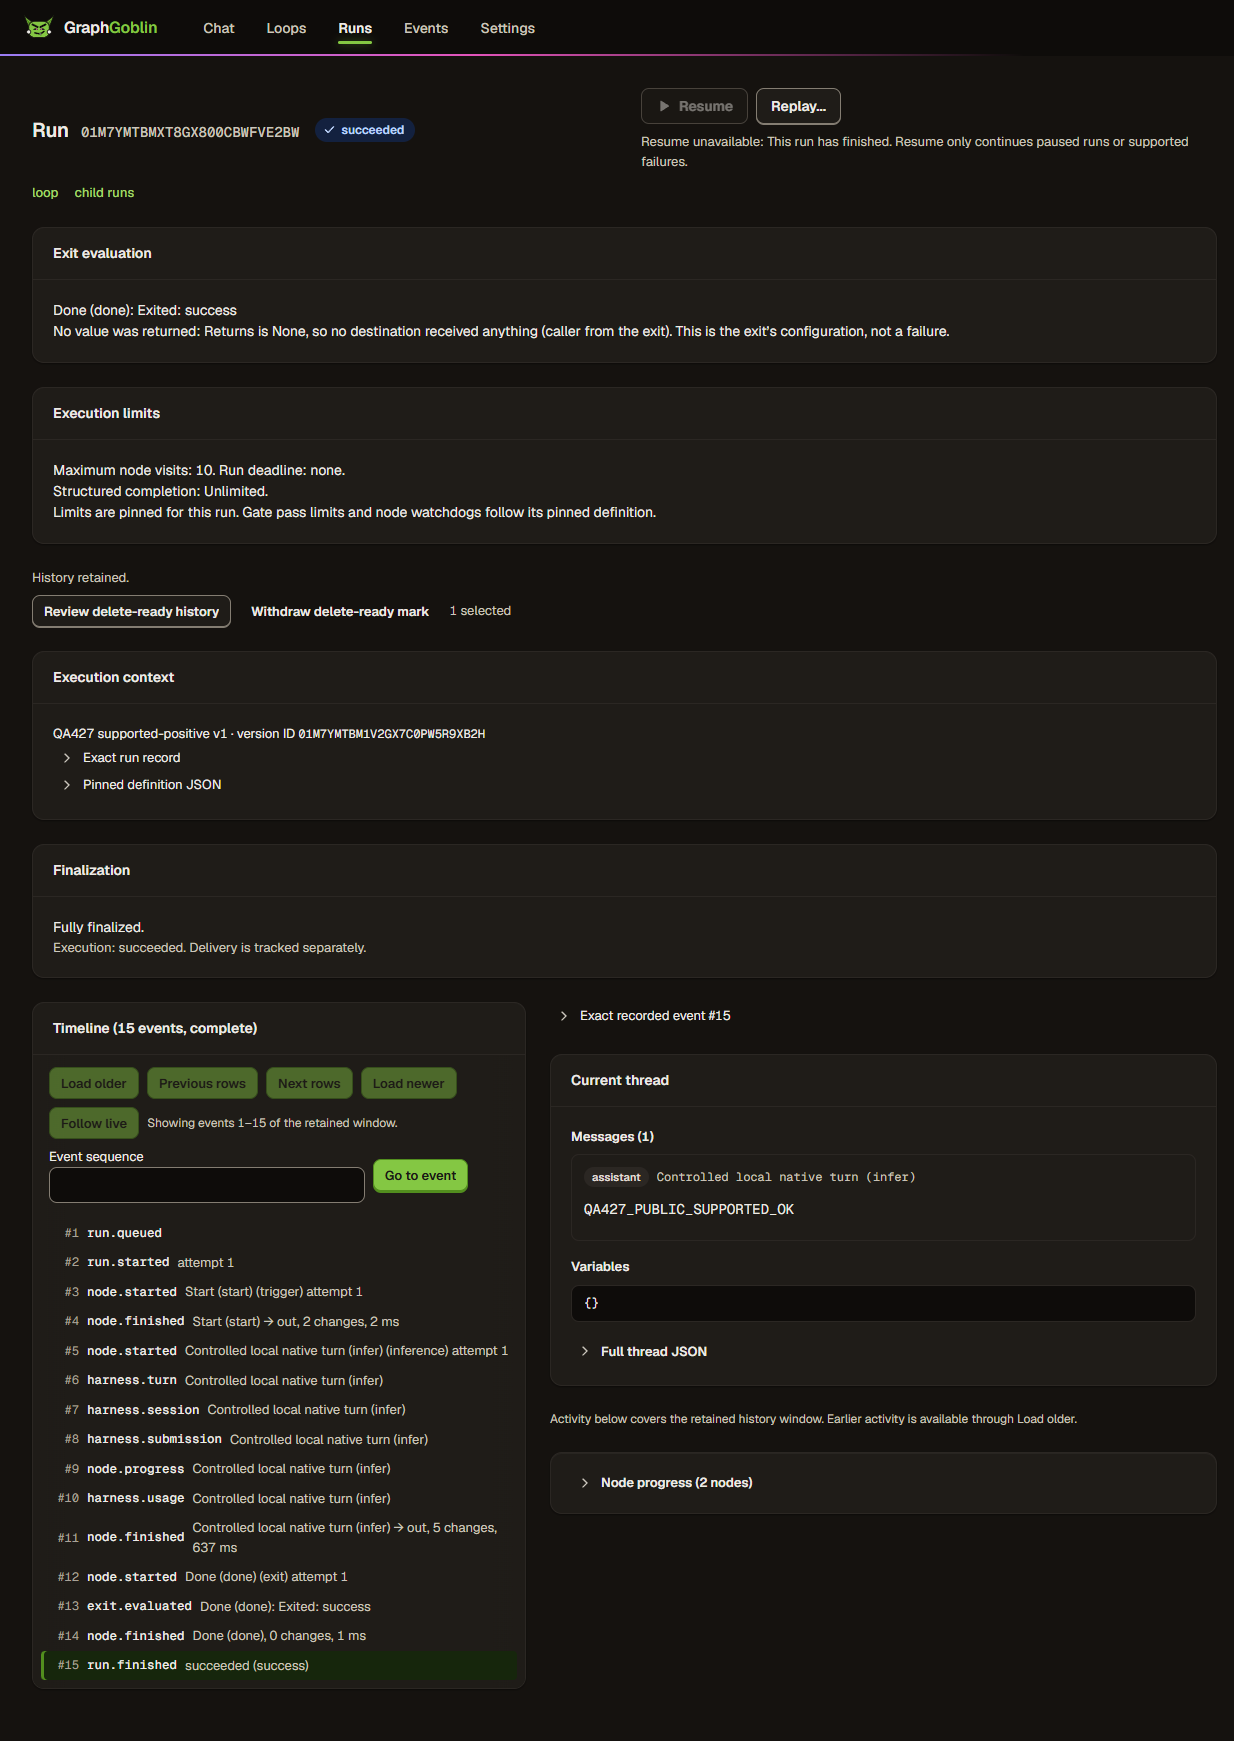 GraphGoblin Chat Loops Runs Events Settings
Resume Replay...
Run 01M7YMTBMXT8GX800CBWFVE2BW succeeded
Resume unavailable: This run has finished. Resume only continues paused runs or supported
failures.
loop child runs
Exit evaluation
Done (done): Exited: success
No value was returned: Returns is None, so no destination received anything (caller from the exit). This is the exit's configuration, not a failure.
Execution limits
Maximum node visits: 10. Run deadline: none.
Structured completion: Unlimited.
Limits are pinned for this run. Gate pass limits and node watchdogs follow its pinned definition.
History retained.
Review delete-ready history Withdraw delete-ready mark 1 selected
Execution context
QA427 supported-positive v1 · version ID 01M7YMTBM1V2GX7C0PW5R9XB2H
Exact run record
Pinned definition JSON
Finalization
Fully finalized.
Execution: succeeded. Delivery is tracked separately.
Timeline (15 events, complete)
Load older Previous rows Next rows Load newer
Follow live Showing events 1–15 of the retained window.
Event sequence
Go to event
#1 run.queued
#2 run.started attempt 1
#3 node.started Start (start) (trigger) attempt 1
#4 node.finished Start (start) → out, 2 changes, 2 ms
#5 node.started Controlled local native turn (infer) (inference) attempt 1
#6 harness.turn Controlled local native turn (infer)
#7 harness.session Controlled local native turn (infer)
#8 harness.submission Controlled local native turn (infer)
#9 node.progress Controlled local native turn (infer)
#10 harness.usage Controlled local native turn (infer)
#11 node.finished Controlled local native turn (infer) → out, 5 changes,
637 ms
#12 node.started Done (done) (exit) attempt 1
#13 exit.evaluated Done (done): Exited: success
#14 node.finished Done (done), 0 changes, 1 ms
#15 run.finished succeeded (success)
Exact recorded event #15
Current thread
Messages (1)
assistant Controlled local native turn (infer)
QA427_PUBLIC_SUPPORTED_OK
Variables
{}
Full thread JSON
Activity below covers the retained history window. Earlier activity is available through Load older.
Node progress (2 nodes)